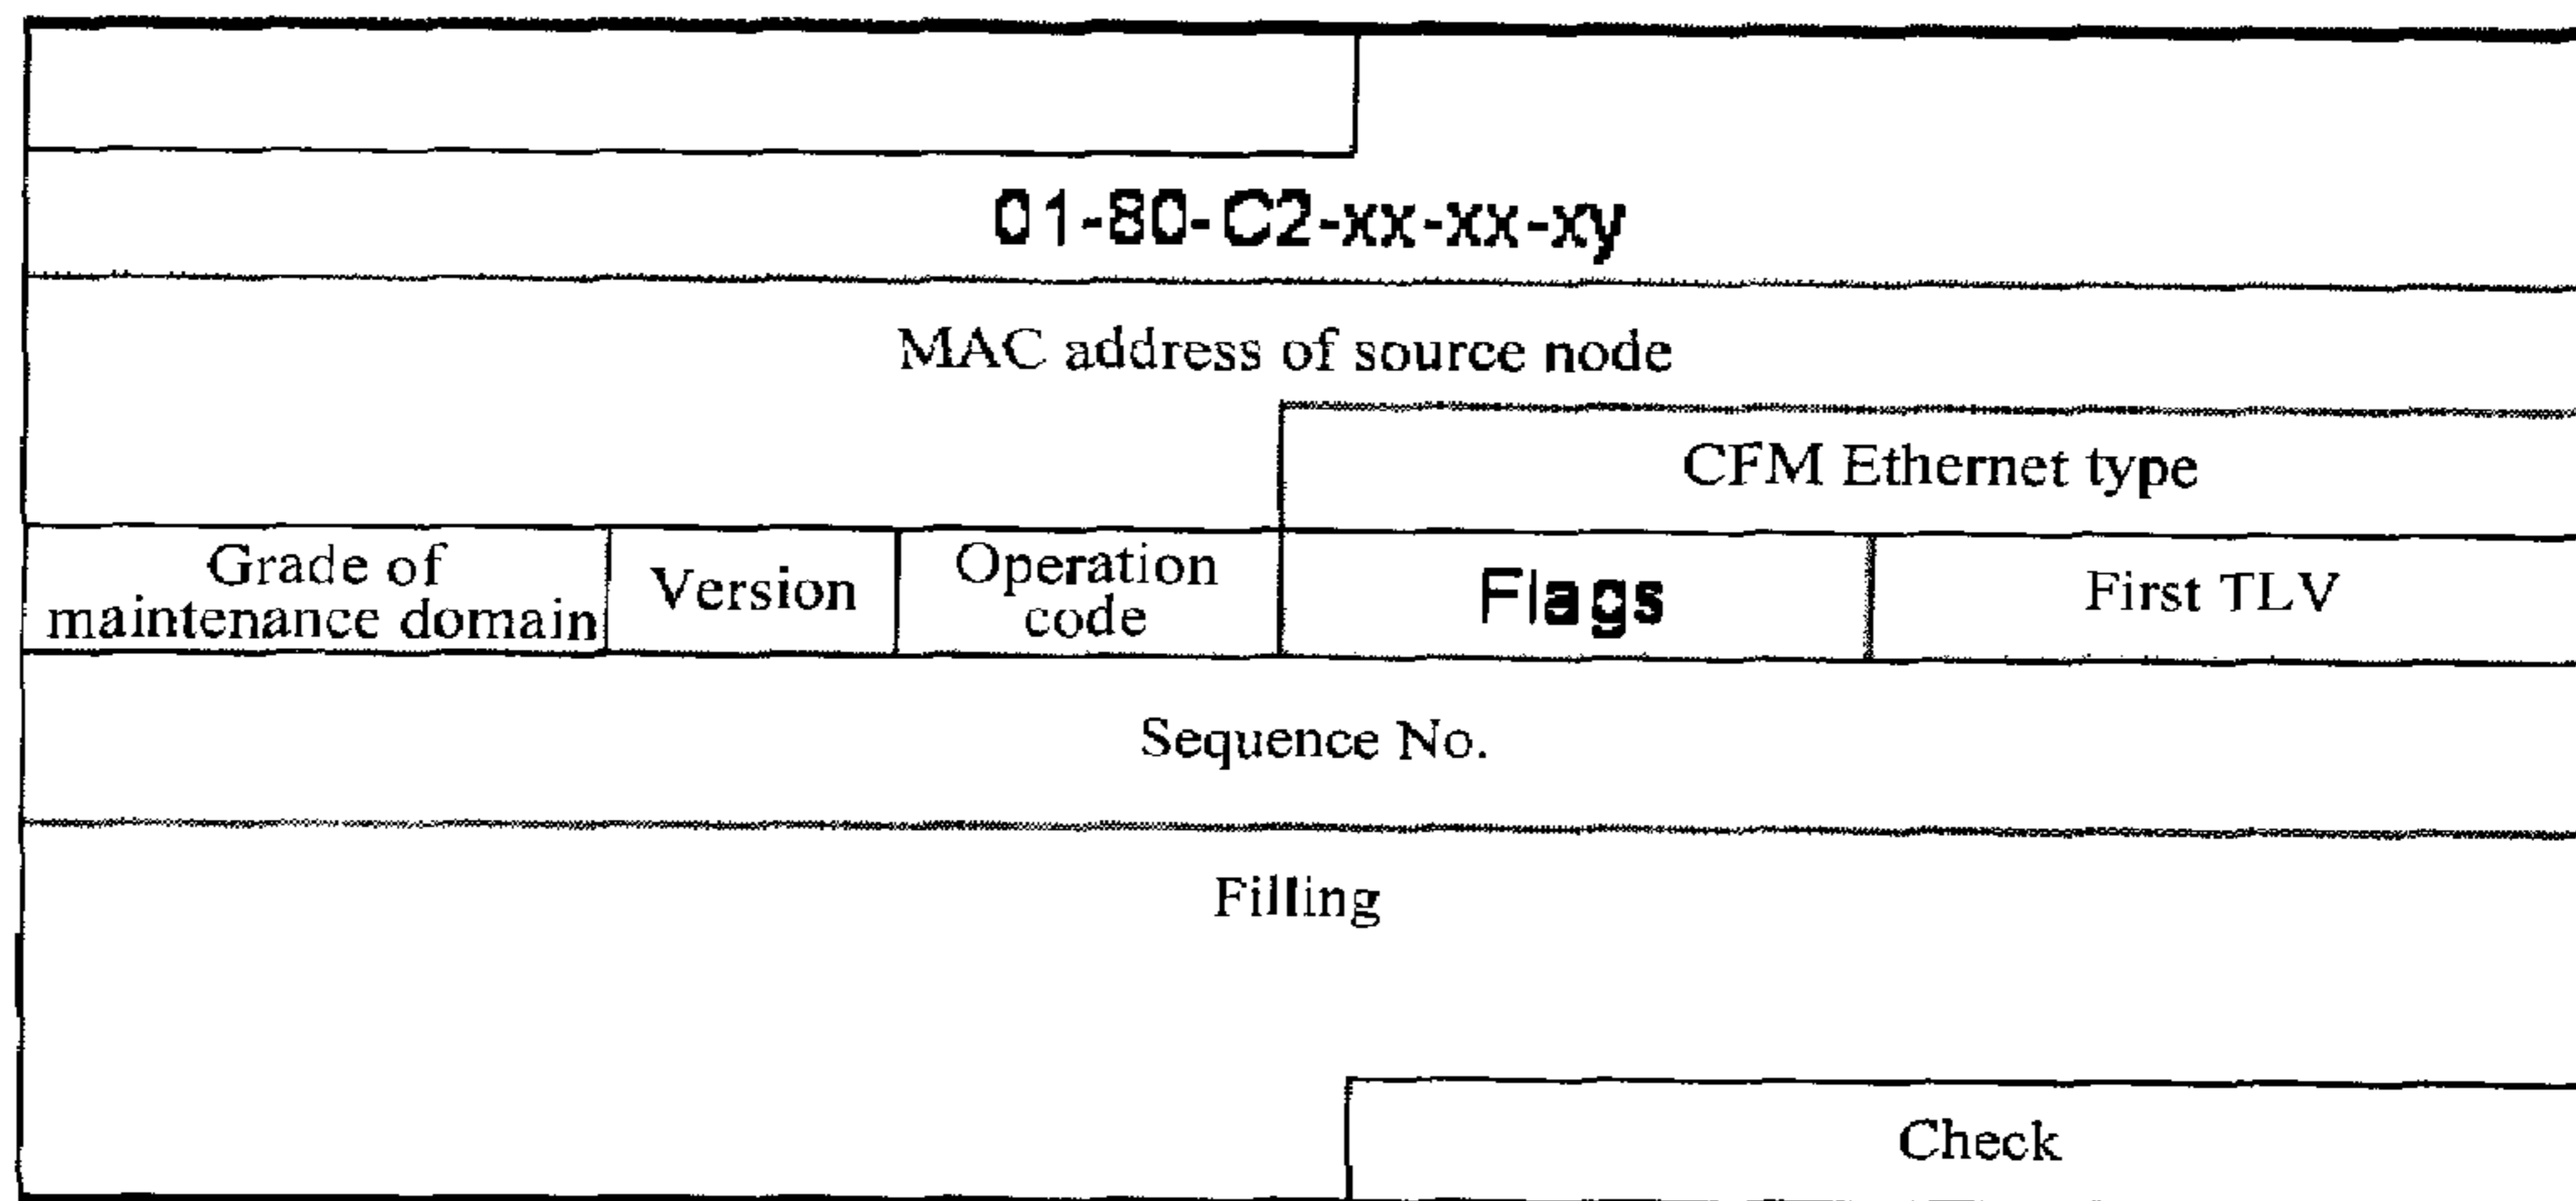 01-80-C2-xx-xx-xy
MAC address of source node
CFM Ethernet type
Grade of
maintenance domain
Version
Operation
code
Flags
First TLV
Sequence No.
Filling
Check